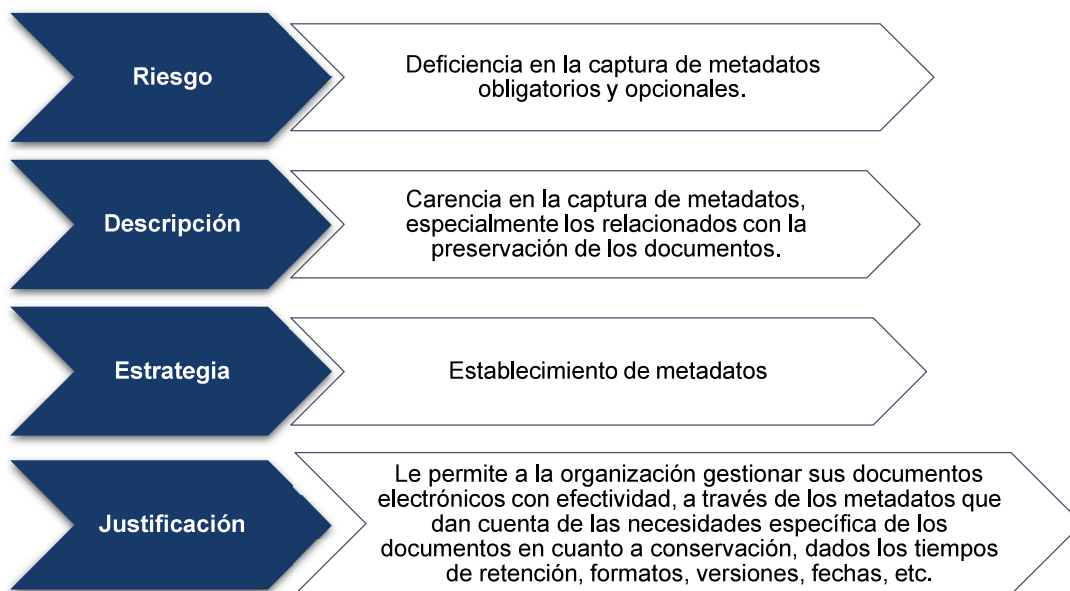 Riesgo
Deficiencia en la captura de metadatos
obligatorios y opcionales.
Descripción
Carencia en la captura de metadatos,
especialmente los relacionados con la
preservación de los documentos.
Estrategia
Establecimiento de metadatos
Justificación
Le permite a la organización gestionar sus documentos
electrónicos con efectividad, a través de los metadatos que
dan cuenta de las necesidades específica de los
documentos en cuanto a conservación, dados los tiempos
de retención, formatos, versiones, fechas, etc.